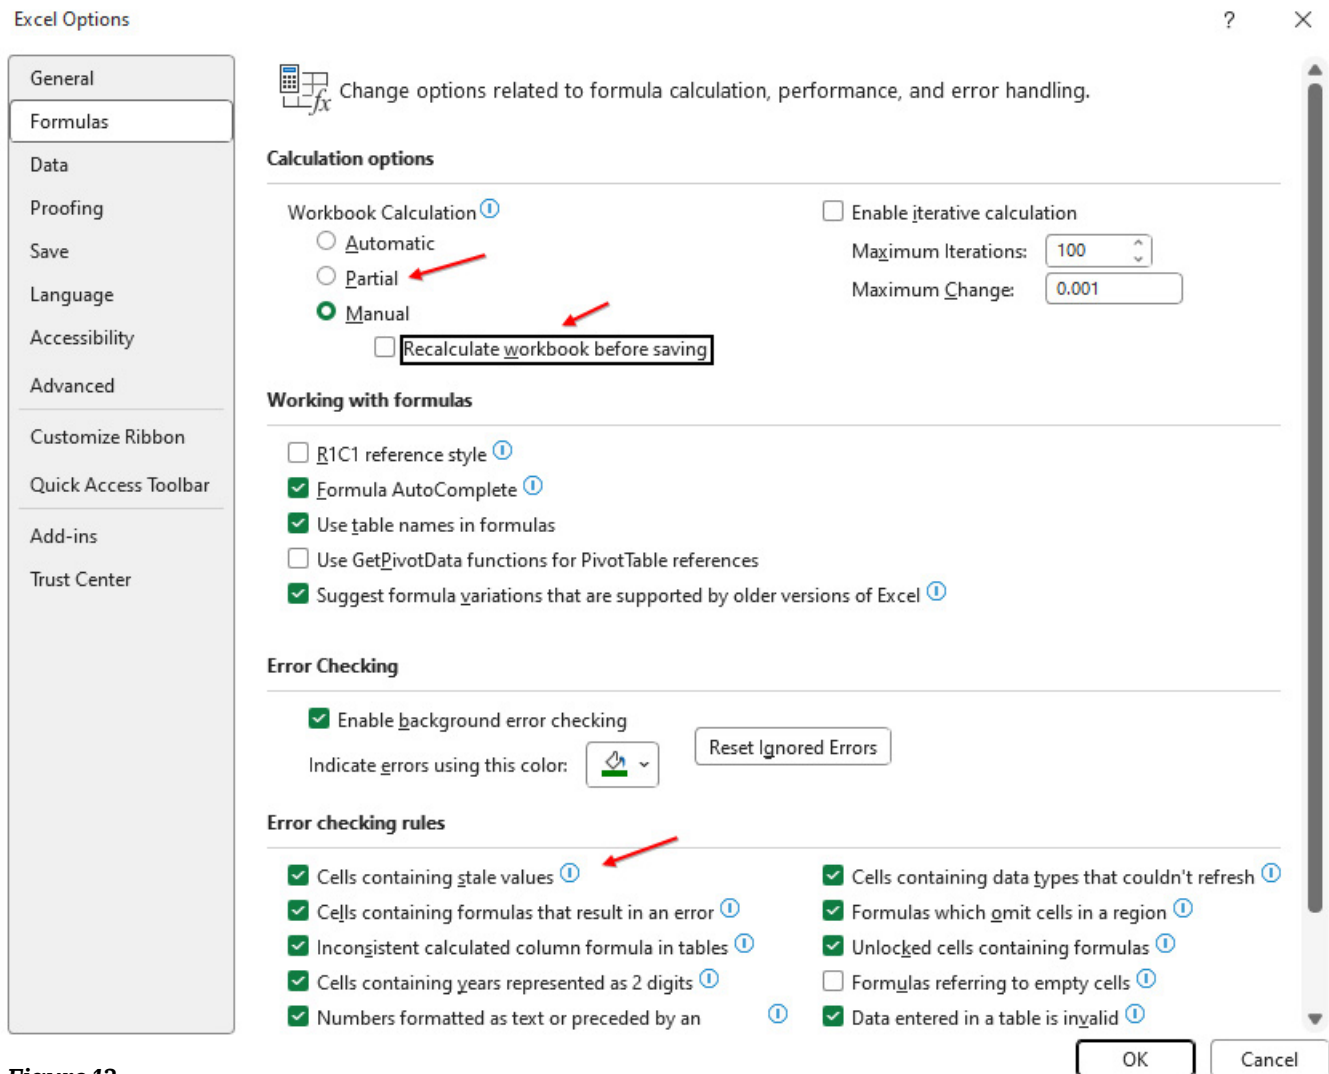 Excel Options
?
General
Formulas
Data
Proofing
Save
Language
Accessibility
Advanced
Customize Ribbon
Quick Access Toolbar
Add-ins
Trust Center
fx Change options related to formula calculation, performance, and error handling.
Calculation options
Workbook Calculation
Automatic
Partial
Manual
Recalculate workbook before saving
Enable iterative calculation
Maximum Iterations: 100
Maximum Change: 0.001
Working with formulas
R1C1 reference style
Formula AutoComplete
Use table names in formulas
Use GetPivotData functions for PivotTable references
Suggest formula variations that are supported by older versions of Excel
Error Checking
Enable background error checking
Indicate errors using this color:
Reset Ignored Errors
Error checking rules
Cells containing stale values
Cells containing formulas that result in an error
Inconsistent calculated column formula in tables
Cells containing years represented as 2 digits
Numbers formatted as text or preceded by an
Cells containing data types that couldn't refresh
Formulas which omit cells in a region
Unlocked cells containing formulas
Formulas referring to empty cells
Data entered in a table is invalid
OK
Cancel